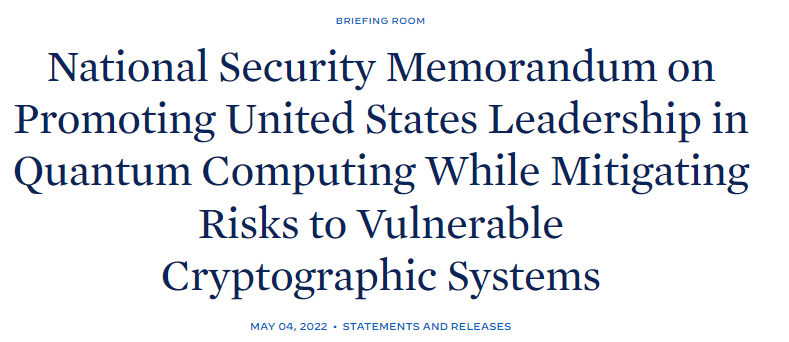 BRIEFING ROOM
National Security Memorandum on
Promoting United States Leadership in
Quantum Computing While Mitigating
Risks to Vulnerable
Cryptographic Systems
MAY 04, 2022 • STATEMENTS AND RELEASES